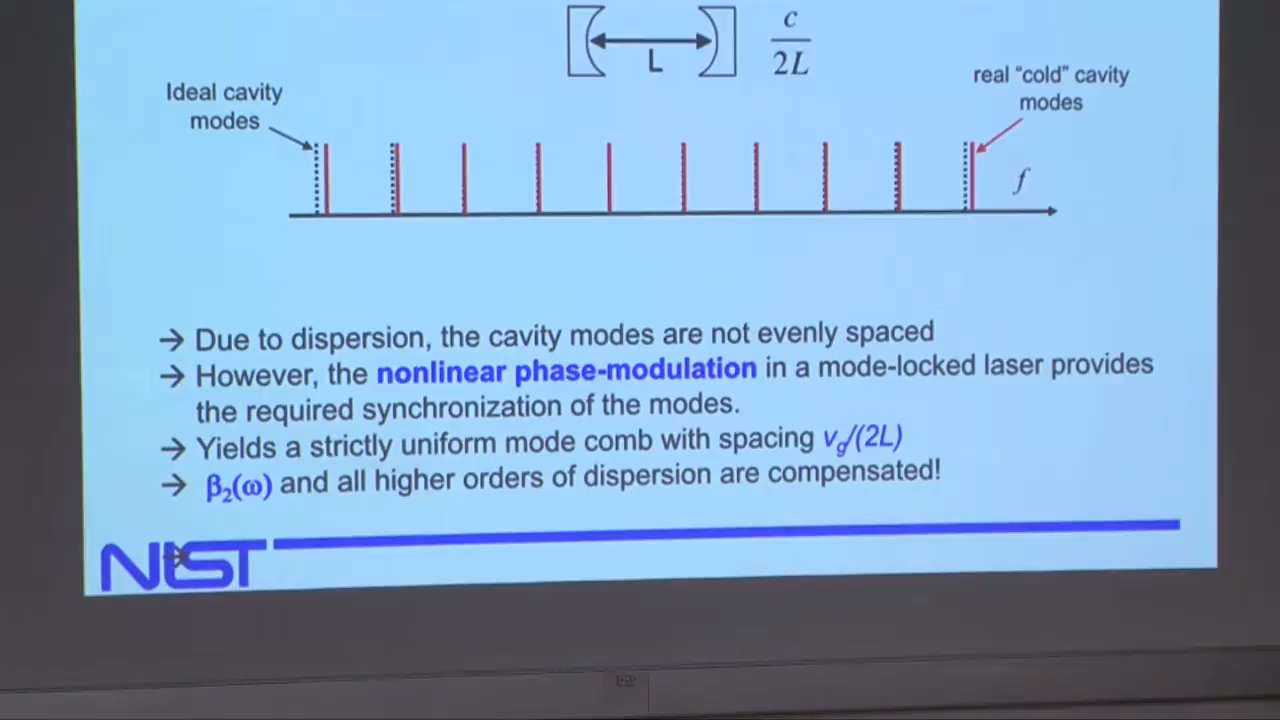 L
c
2L
Ideal cavity
modes
real “cold” cavity
modes
f
→ Due to dispersion, the cavity modes are not evenly spaced
→ However, the nonlinear phase-modulation in a mode-locked laser provides
the required synchronization of the modes.
→ Yields a strictly uniform mode comb with spacing vg/(2L)
→ β2(ω) and all higher orders of dispersion are compensated!
NIST